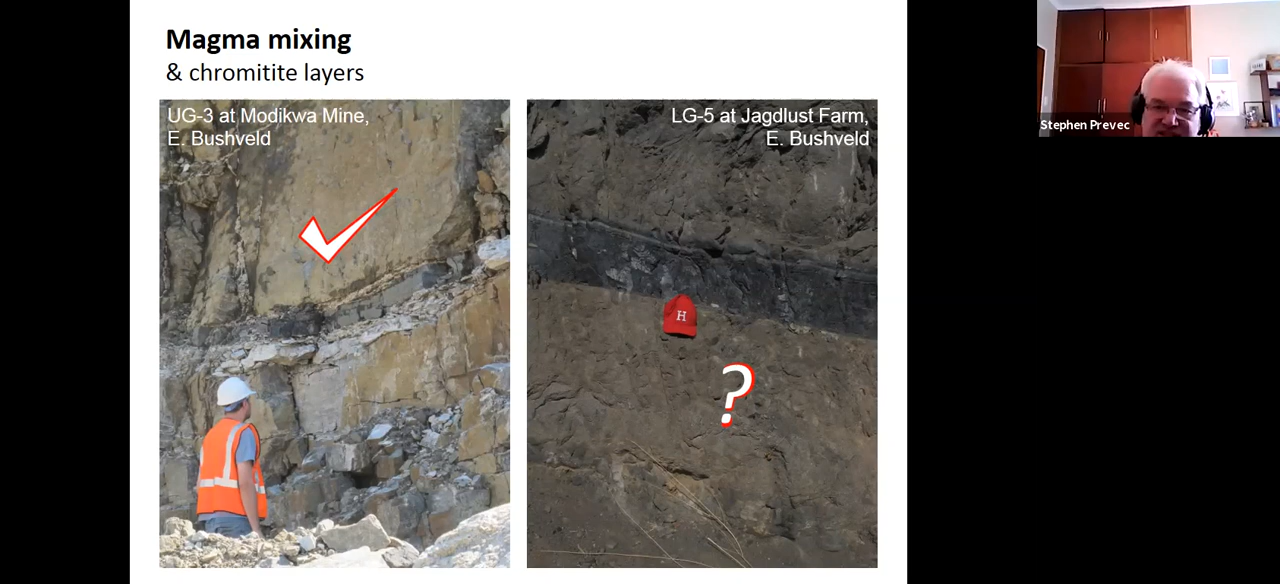 Magma mixing
& chromitite layers
UG-3 at Modikwa Mine,
E. Bushveld
LG-5 at Jagdlust Farm,
E. Bushveld
H
?
Stephen Prevec